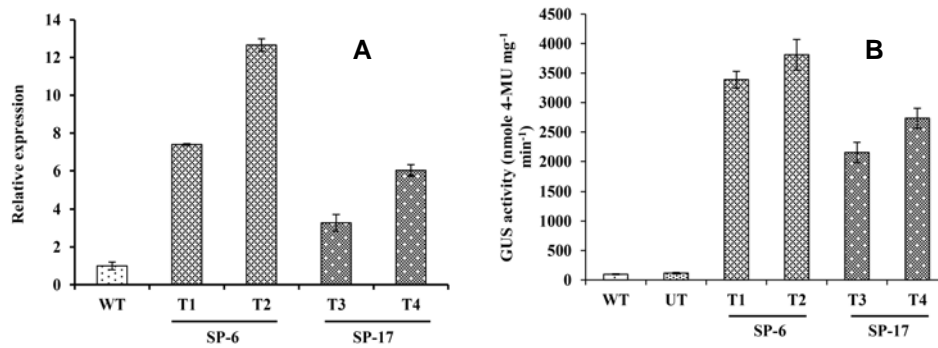 A
Relative expression
14
12
10
8
6
4
2
0
WT
T1
T2
T3
T4
SP-6
SP-17
B
GUS activity (nmole 4-MU mg-1
min-1)
4500
4000
3500
3000
2500
2000
1500
1000
500
0
WT
UT
T1
T2
T3
T4
SP-6
SP-17